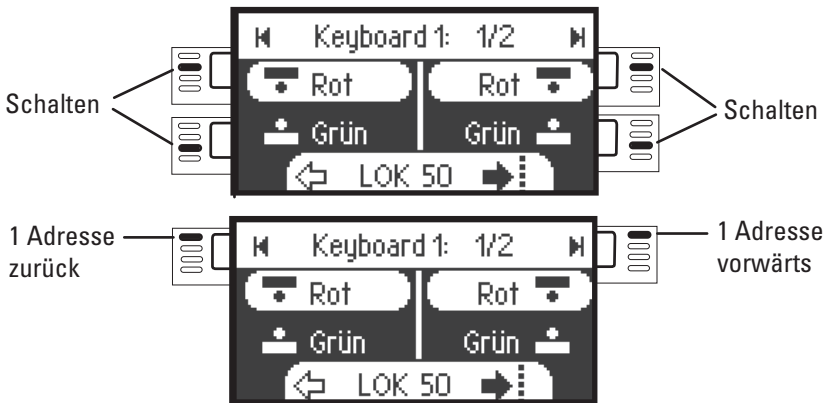 Keyboard 1: 1/2
Rot Rot
Schalten Schalten
Grün Grün
LOK 50
1 Adresse zurück
Keyboard 1: 1/2
1 Adresse vorwärts
Rot Rot
Grün Grün
LOK 50